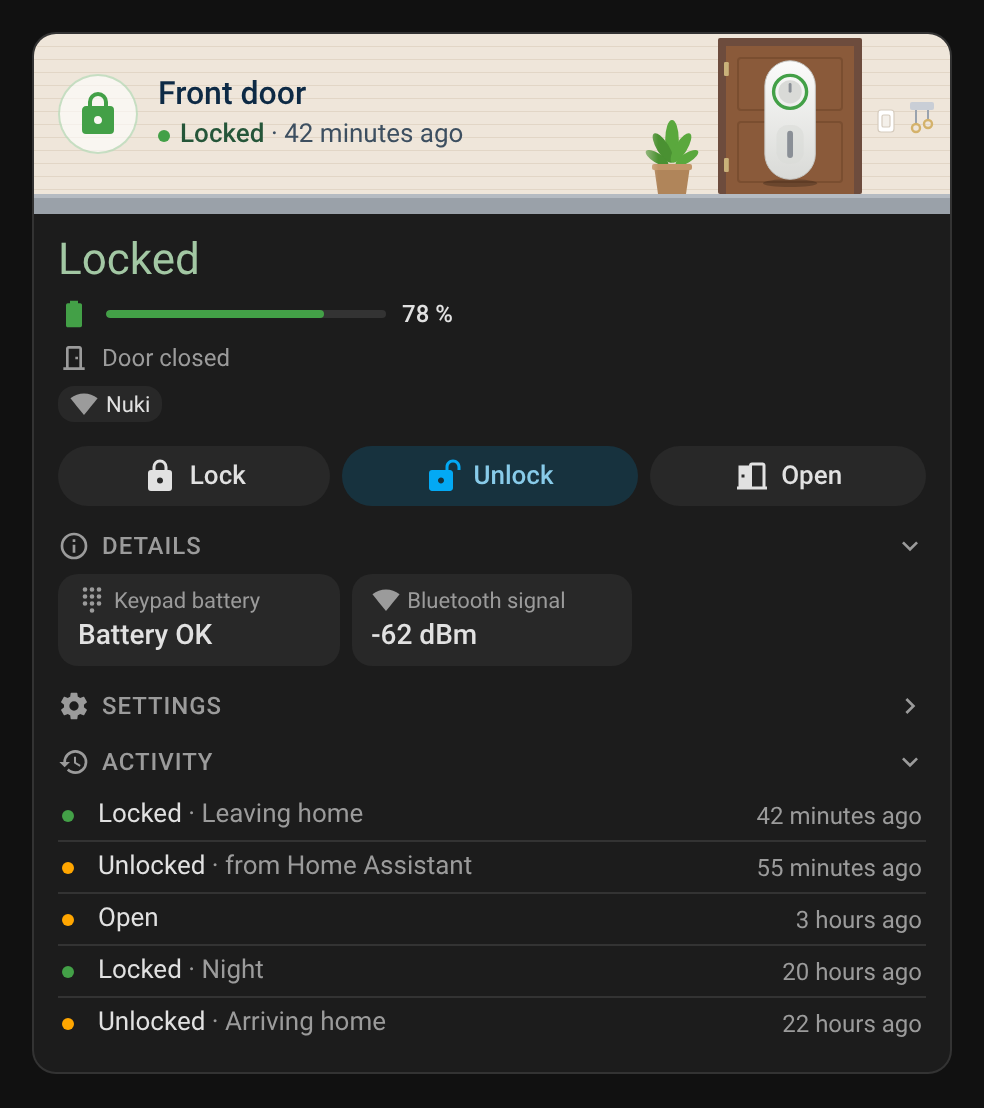 Front door
Locked · 42 minutes ago
Locked
78 %
Door closed
Nuki
Lock Unlock Open
DETAILS
Keypad battery Bluetooth signal
Battery OK -62 dBm
SETTINGS
ACTIVITY
Locked · Leaving home 42 minutes ago
Unlocked · from Home Assistant 55 minutes ago
Open 3 hours ago
Locked · Night 20 hours ago
Unlocked · Arriving home 22 hours ago